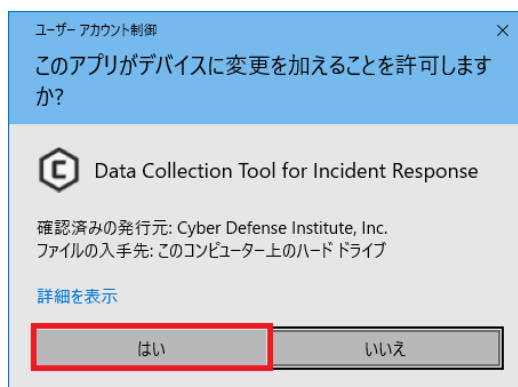 ユーザー アカウント制御
このアプリがデバイスに変更を加えることを許可します
か?
Data Collection Tool for Incident Response
確認済みの発行元: Cyber Defense Institute, Inc.
ファイルの入手先: このコンピューター上のハード ドライブ
詳細を表示
はい
いいえ